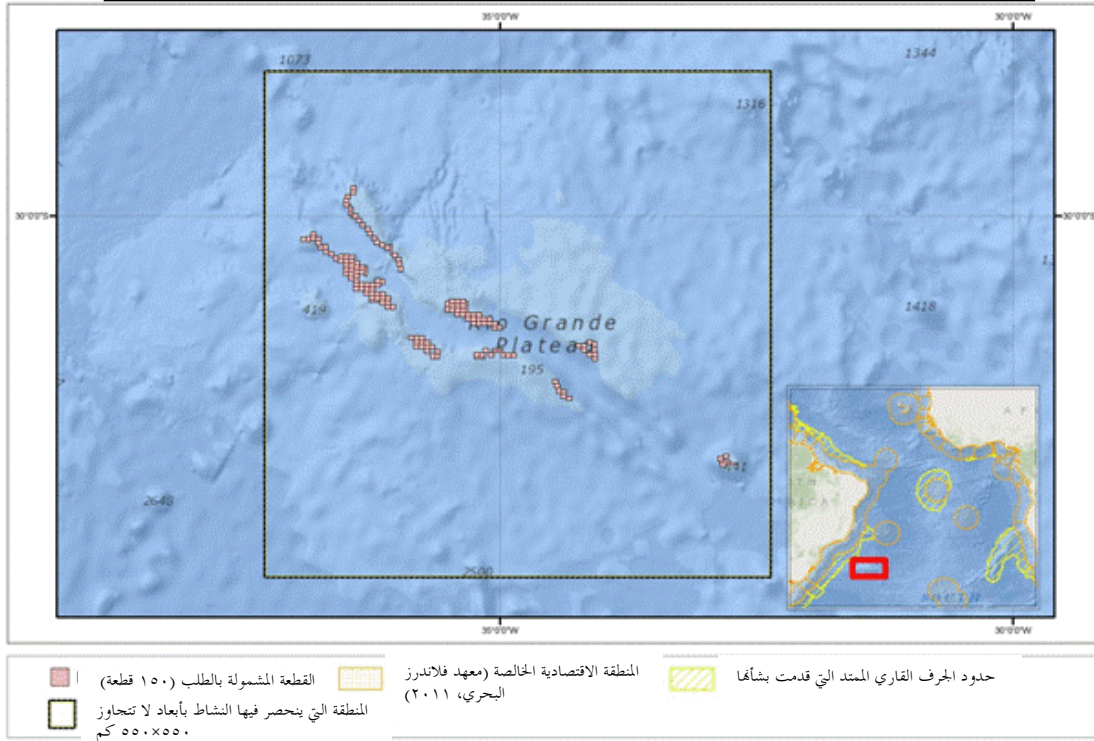 35°0'0"W
30°0'0"W
1073
1344
1316
30°0'0"S
30°0'0"S
419
1418
Rio Grande
Plateau
195
2648
2500
35°0'0"W
30°0'0"W
القطعة المشمولة بالطلب (١٥٠ قطعة)
المنطقة الاقتصادية الخالصة (معهد فلاندرز
البحري، ٢٠١١)
حدود الجرف القاري الممتد التي قدمت بشأنها
المنطقة التي ينحصر فيها النشاط بأبعاد لا تتجاوز
٥٥٠×٥٥٠ كم